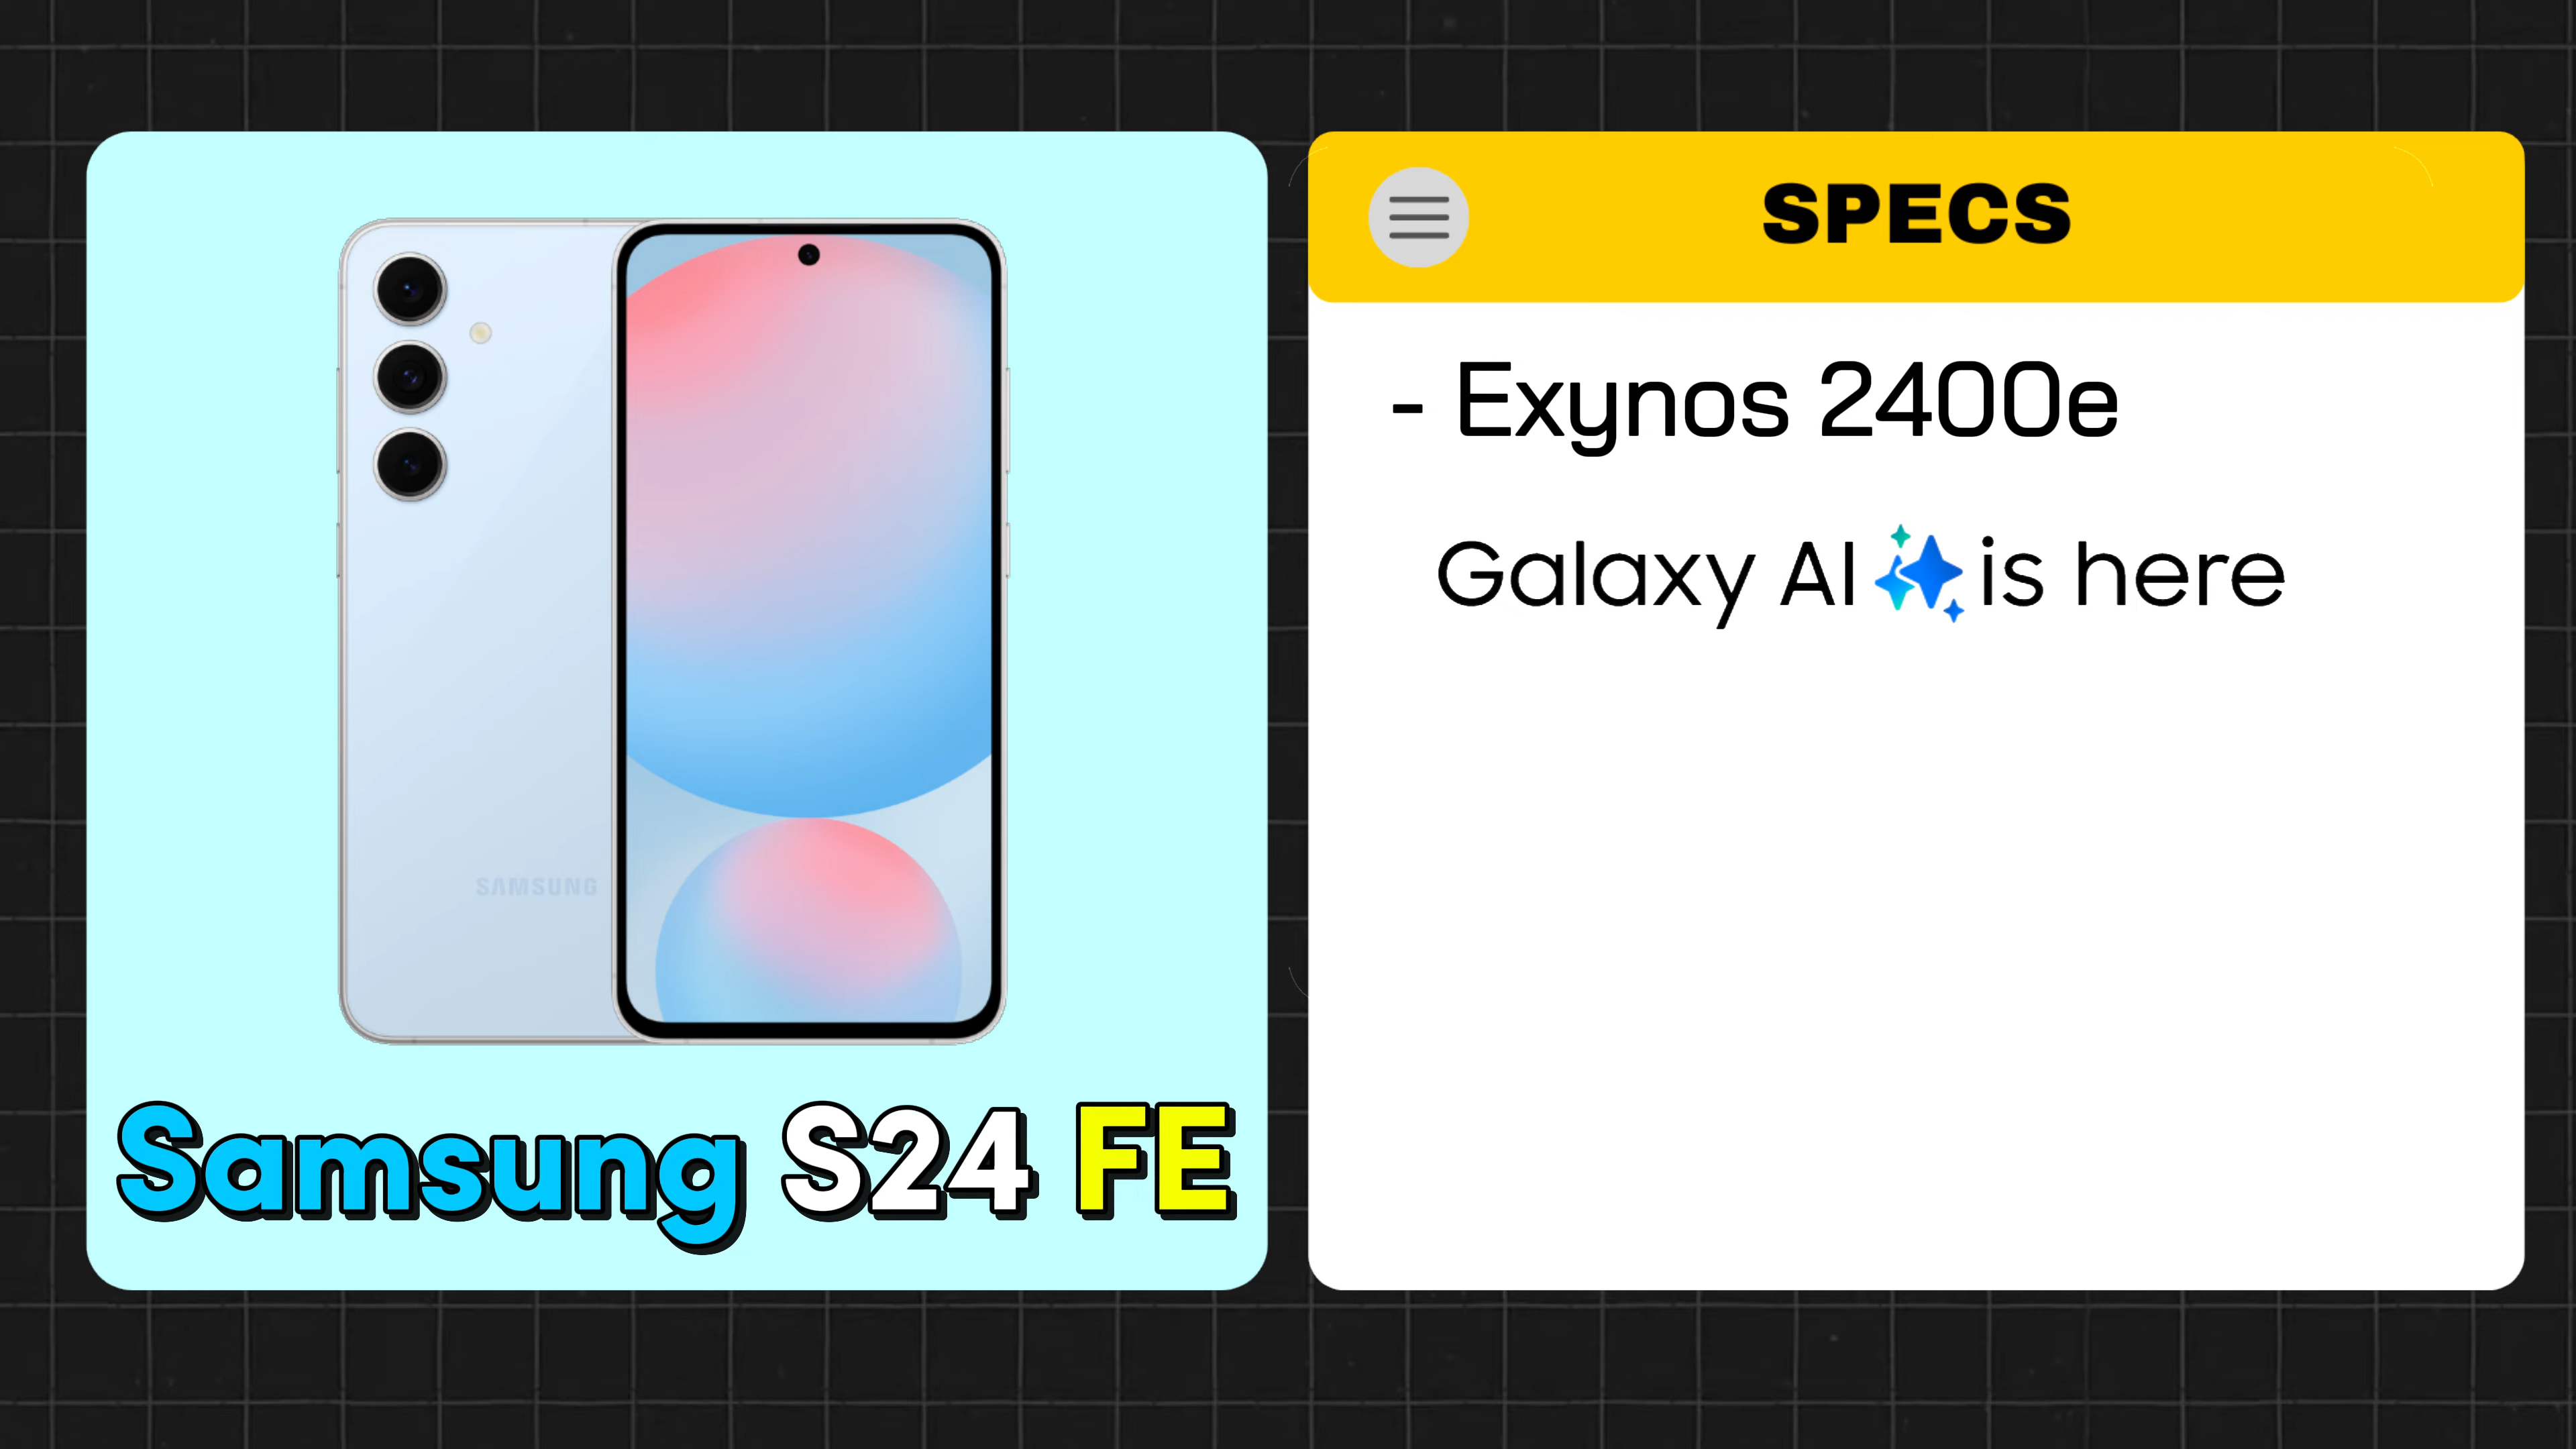 SAMSUNG
Samsung S24 FE
SPECS
- Exynos 2400e
Galaxy AI is here